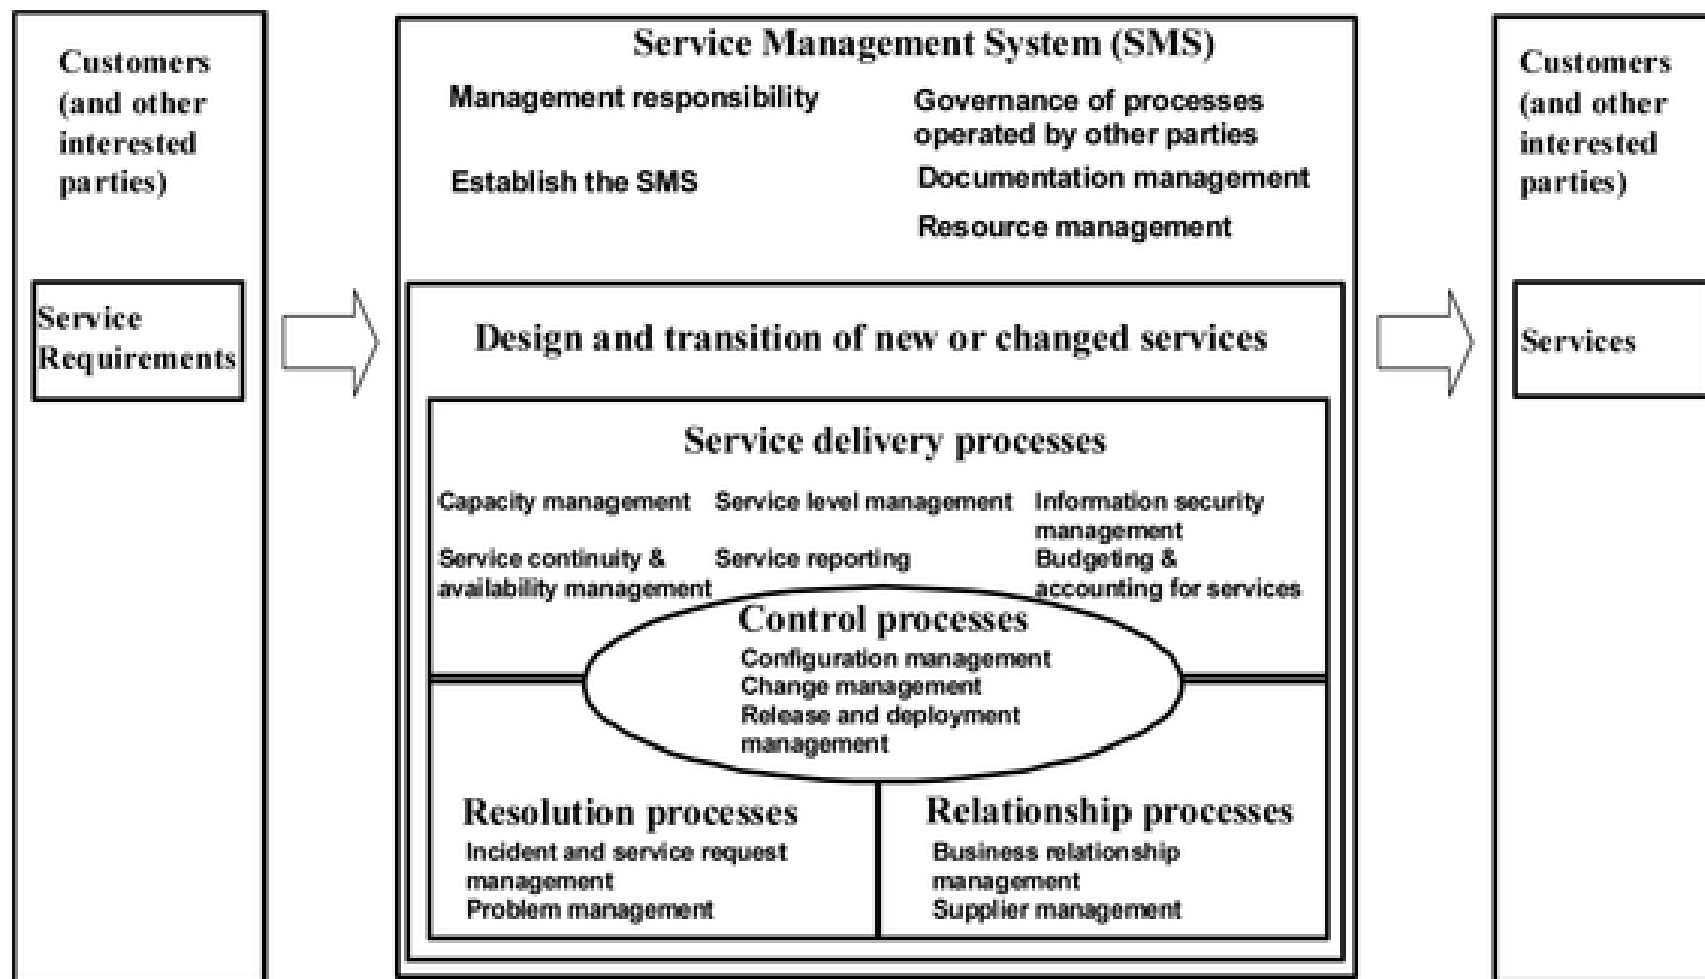 Customers
(and other
interested
parties)
Service
Requirements
Service Management System (SMS)
Management responsibility
Establish the SMS
Governance of processes
operated by other parties
Documentation management
Resource management
Design and transition of new or changed services
Service delivery processes
Capacity management
Service continuity &
availability management
Service level management
Service reporting
Information security
management
Budgeting &
accounting for services
Control processes
Configuration management
Change management
Release and deployment
management
Resolution processes
Incident and service request
management
Problem management
Relationship processes
Business relationship
management
Supplier management
Customers
(and other
interested
parties)
Services